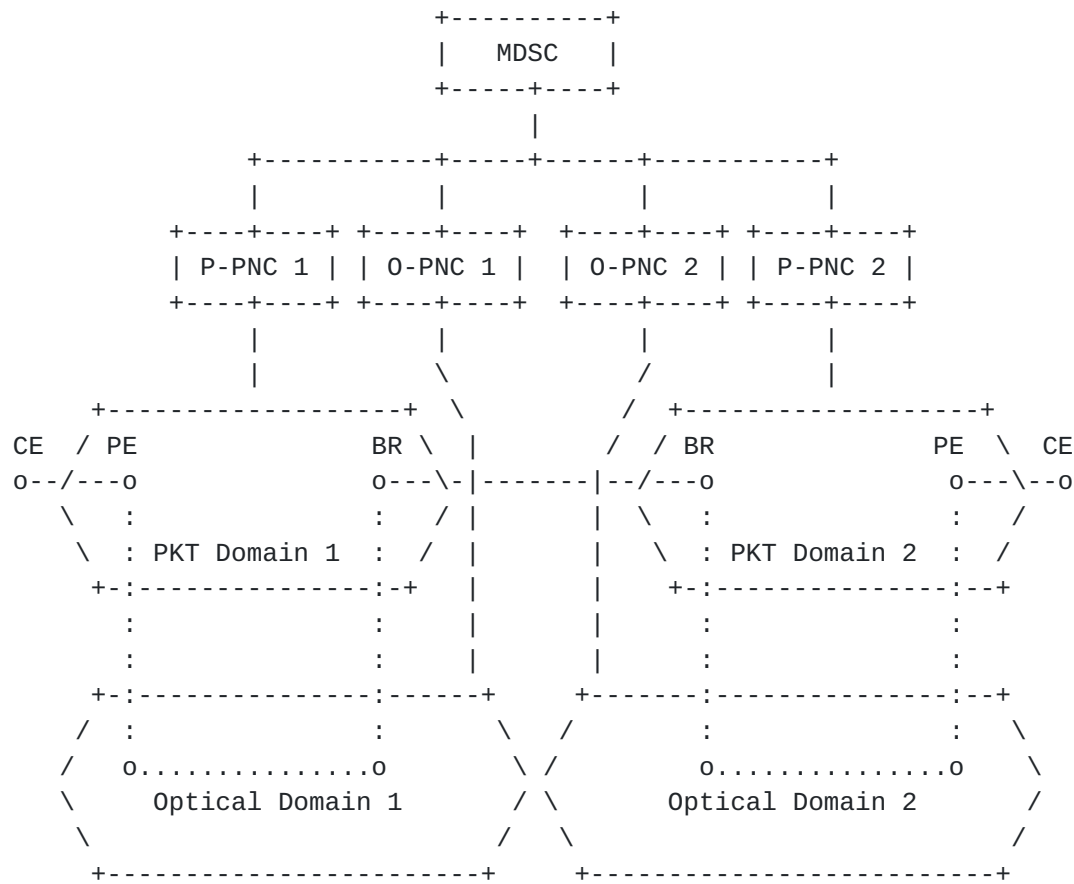 MDSC
P-PNC 1 O-PNC 1 O-PNC 2 P-PNC 2
CE PE BR BR PE CE
PKT Domain 1 PKT Domain 2
Optical Domain 1 Optical Domain 2